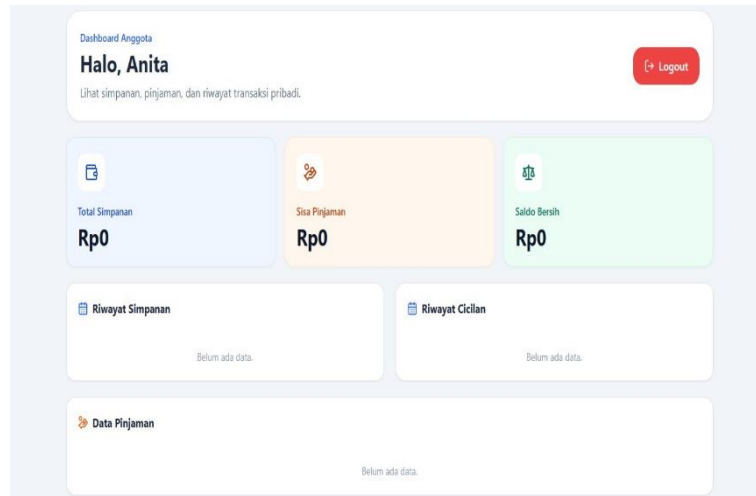 Dashboard Anggota
Halo, Anita
Lihat simpanan, pinjaman, dan riwayat transaksi pribadi.
Logout
Total Simpanan
Rp0
Sisa Pinjaman
Rp0
Saldo Bersih
Rp0
Riwayat Simpanan
Belum ada data.
Riwayat Cicilan
Belum ada data.
Data Pinjaman
Belum ada data.